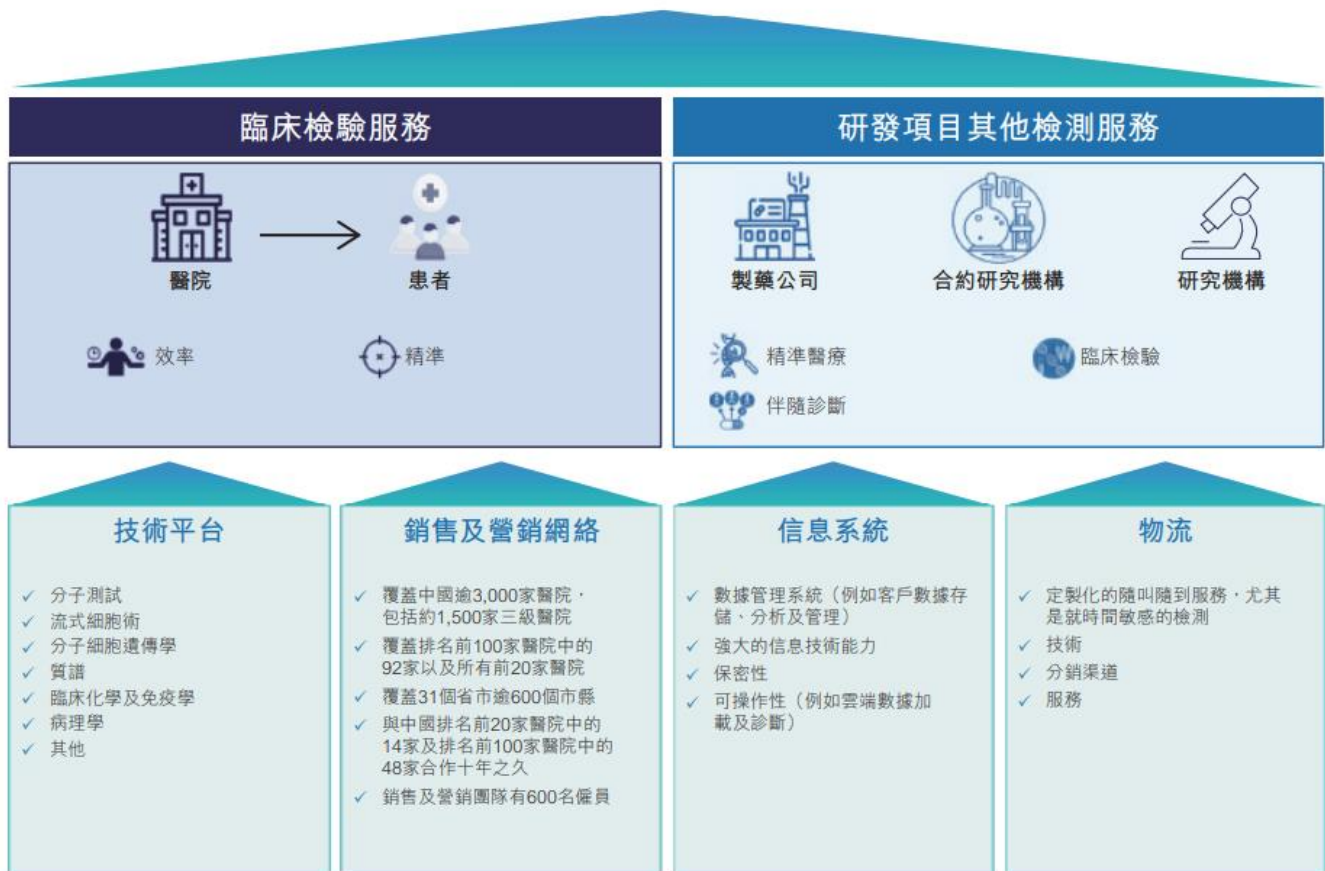 臨床檢驗服務
醫院
患者
效率
精準
研發項目其他檢測服務
製藥公司
合約研究機構
研究機構
精準醫療
臨床檢驗
伴隨診斷
技術平台
✓ 分子測試
✓ 流式細胞術
✓ 分子細胞遺傳學
✓ 質譜
✓ 臨床化學及免疫學
✓ 病理學
✓ 其他
銷售及營銷網絡
✓ 覆蓋中國逾3,000家醫院，
包括約1,500家三級醫院
✓ 覆蓋排名前100家醫院中的
92家以及所有前20家醫院
✓ 覆蓋31個省市逾600個市縣
✓ 與中國排名前20家醫院中的
14家及排名前100家醫院中的
48家合作十年之久
✓ 銷售及營銷團隊有600名僱員
信息系統
✓ 數據管理系統（例如客戶數據存
儲、分析及管理）
✓ 強大的信息技術能力
✓ 保密性
✓ 可操作性（例如雲端數據加
載及診斷）
物流
✓ 定製化的隨叫隨到服務，尤其
是就時間敏感的檢測
✓ 技術
✓ 分銷渠道
✓ 服務